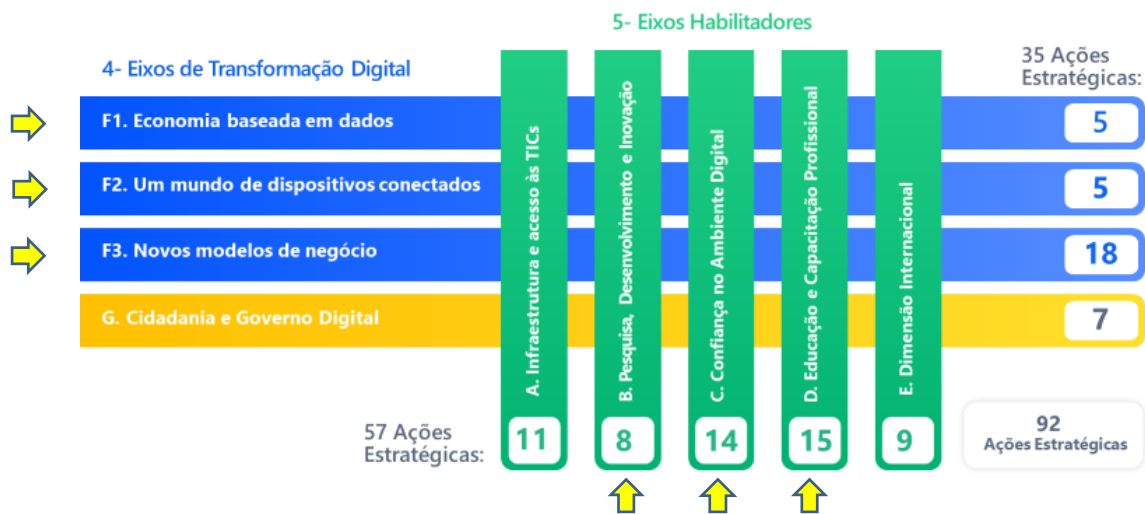 5- Eixos Habilitadores
4- Eixos de Transformação Digital
35 Ações
Estratégicas:
F1. Economia baseada em dados
5
F2. Um mundo de dispositivos conectados
5
F3. Novos modelos de negócio
18
G. Cidadania e Governo Digital
7
A. Infraestrutura e acesso às TICs
B. Pesquisa, Desenvolvimento e Inovação
C. Confiança no Ambiente Digital
D. Educação e Capacitação Profissional
E. Dimensão Internacional
57 Ações
Estratégicas:
11
8
14
15
9
92
Ações Estratégicas